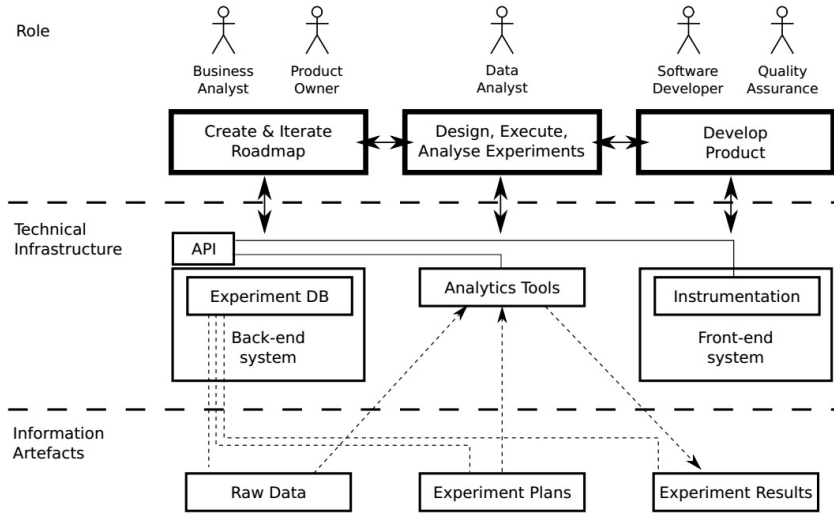 Role
Business
Analyst
Product
Owner
Data
Analyst
Software
Developer
Quality
Assurance
Create & Iterate
Roadmap
Design, Execute,
Analyse Experiments
Develop
Product
Technical
Infrastructure
API
Experiment DB
Back-end
system
Analytics Tools
Instrumentation
Front-end
system
Information
Artefacts
Raw Data
Experiment Plans
Experiment Results